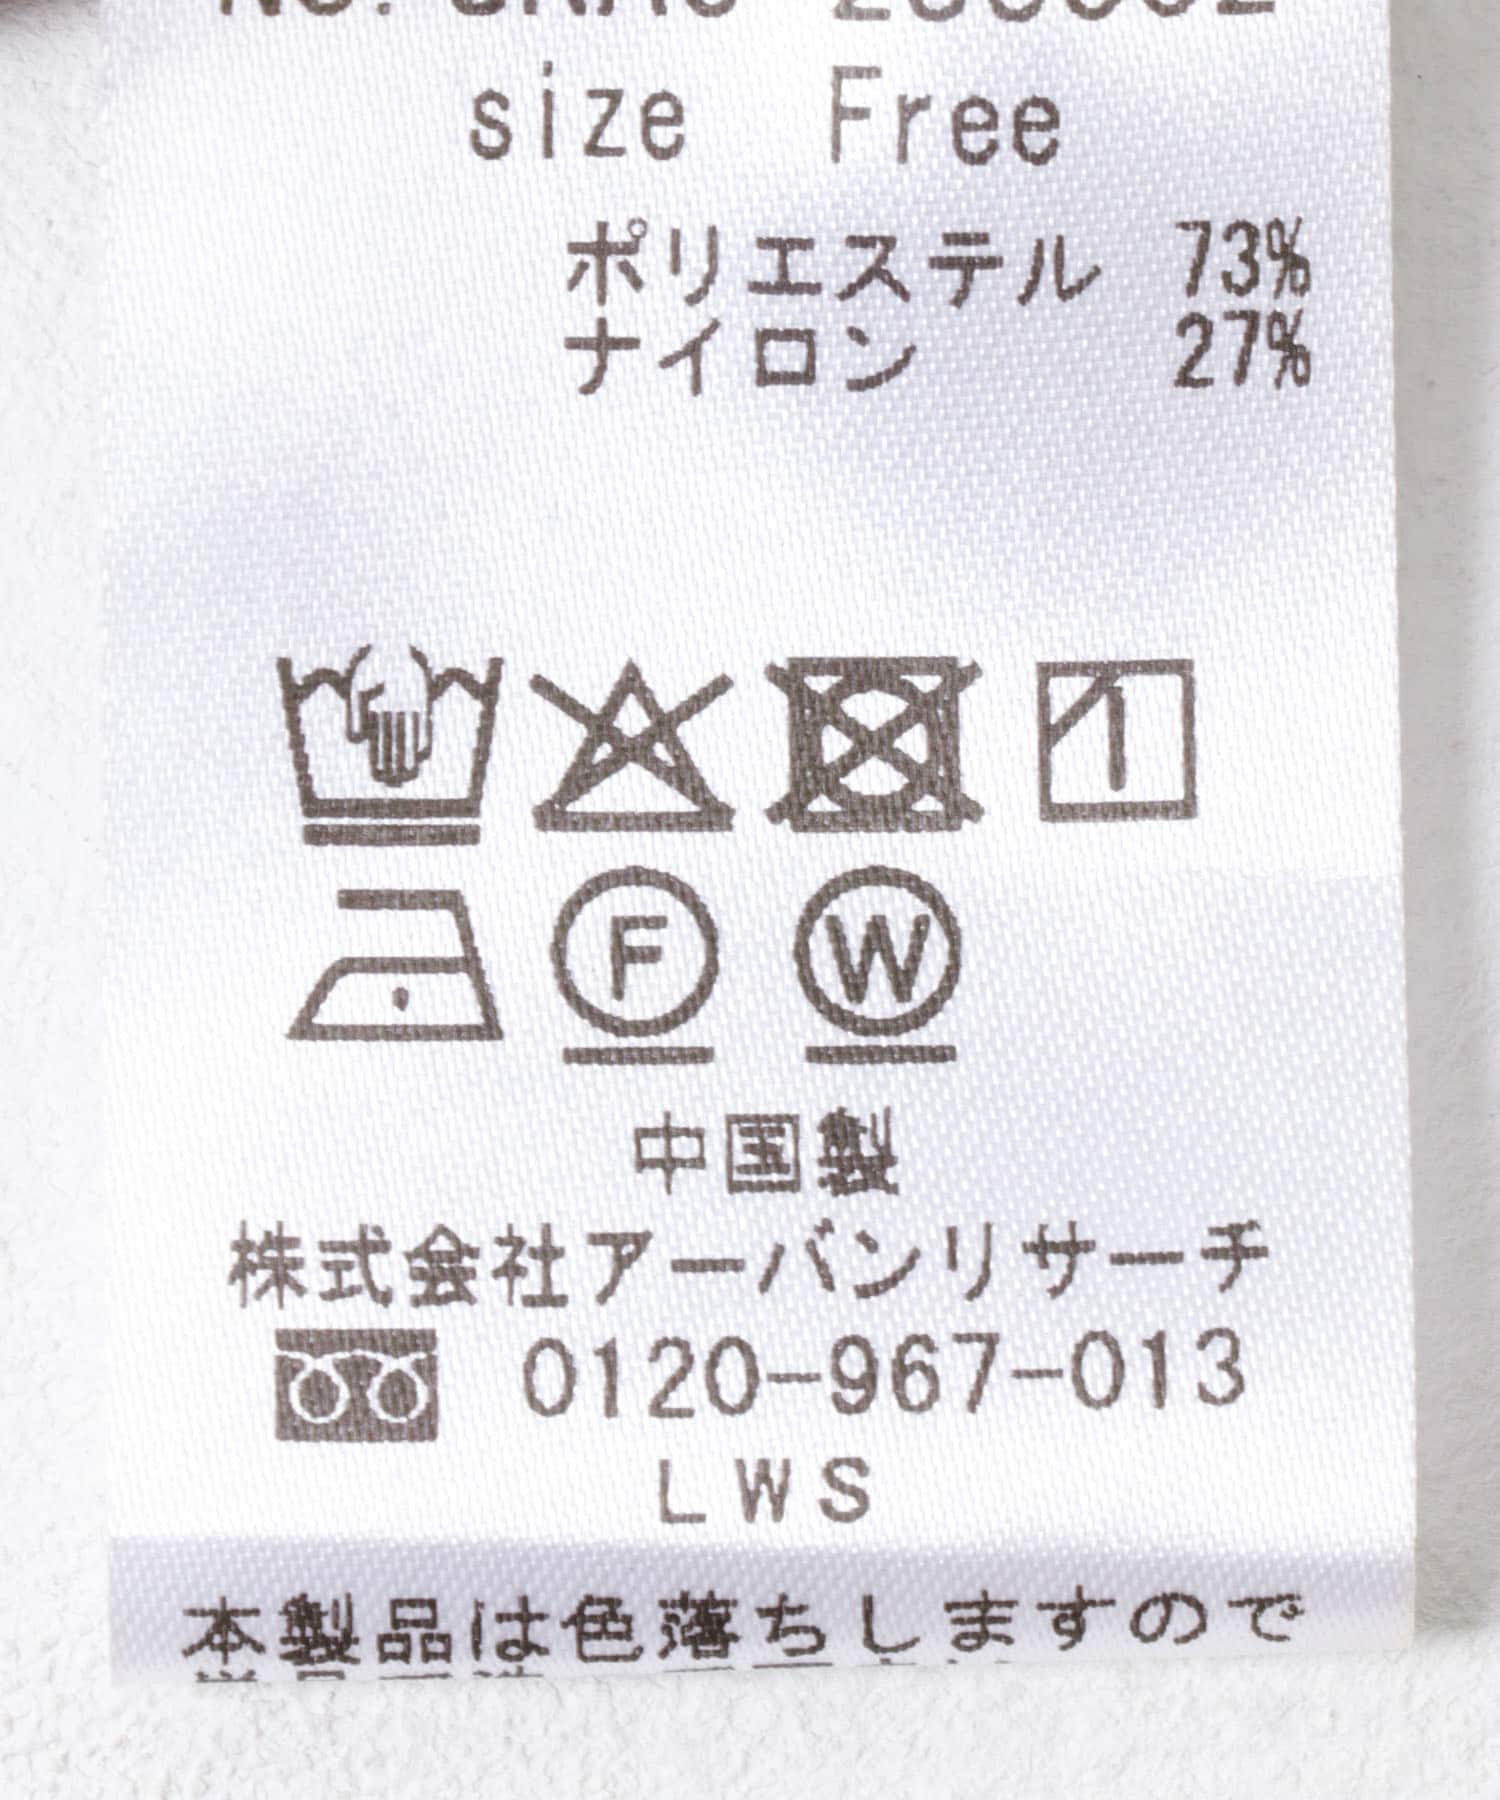 size Free
ポリエステル 73%
ナイロン 27%
F W
中国製
株式会社アーバンリサーチ
0120-967-013
LWS
本製品は色落ちしますので